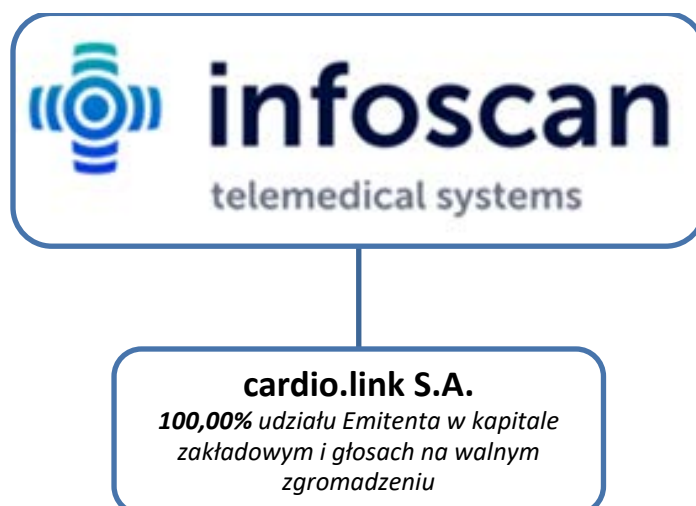 infoscan
telemedical systems
cardio.link S.A.
100,00% udziału Emitenta w kapitale
zakładowym i głosach na walnym
zgromadzeniu